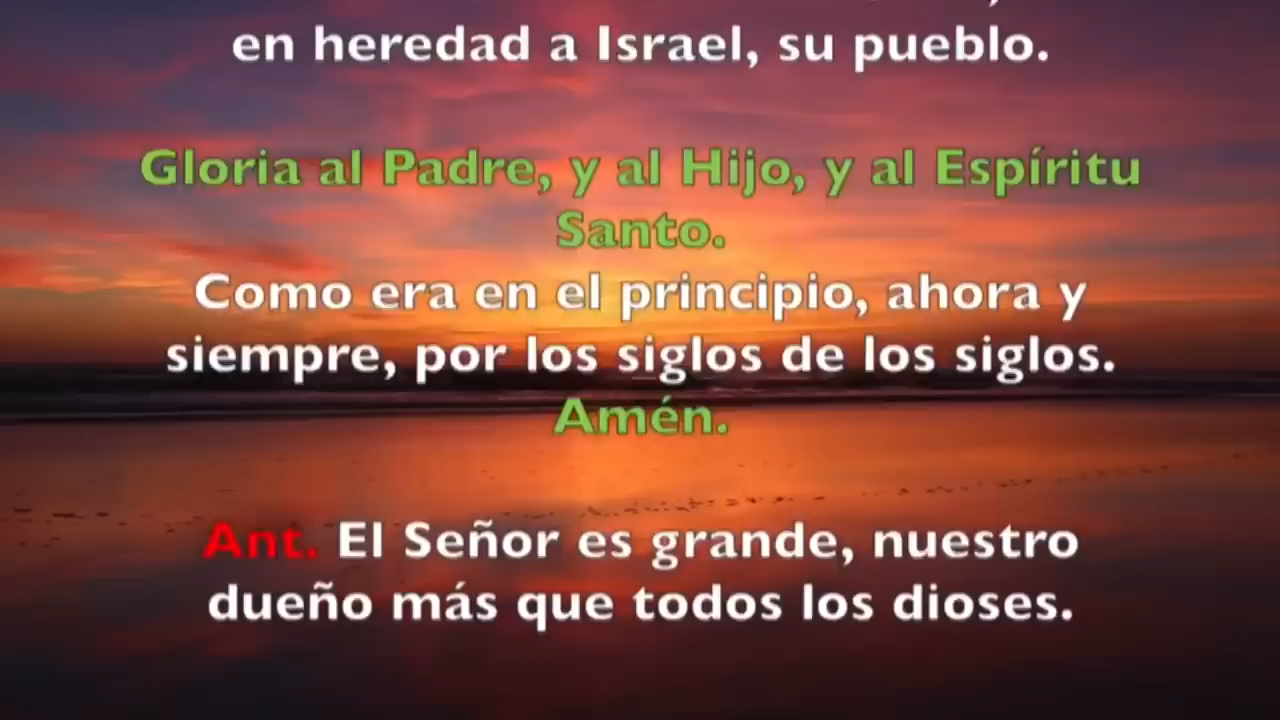 en heredad a Israel, su pueblo.
Gloria al Padre, y al Hijo, y al Espíritu
Santo.
Como era en el principio, ahora y
siempre, por los siglos de los siglos.
Amén.
Ant. El Señor es grande, nuestro
dueño más que todos los dioses.